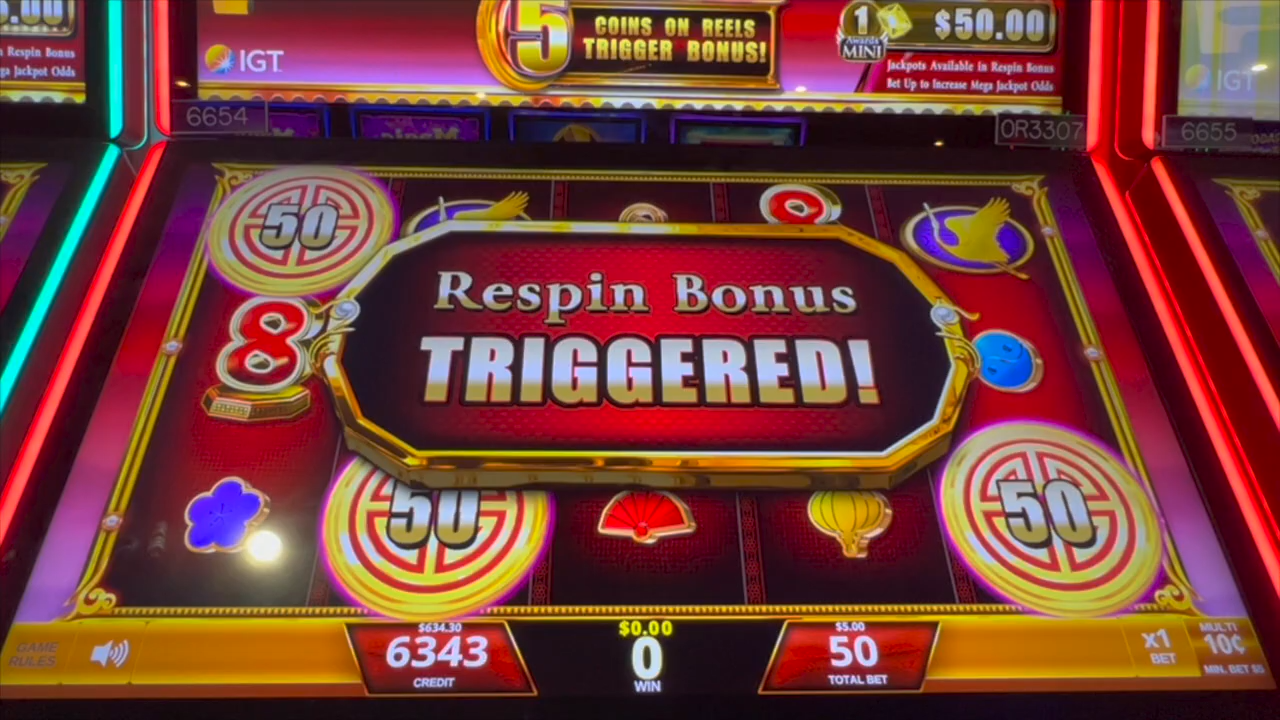 .00
5
COINS ON REELS
TRIGGER BONUS!
1
Awards
MINI
$50.00
a Respin Bonus
ga Jackpot Odds
IGT
Jackpots Available in Respin Bonus
Bet Up to Increase Mega Jackpot Odds
IGT
6654
OR3307
6655
50
8
Respin Bonus
TRIGGERED!
50
50
GAME
RULES
$634.30
6343
CREDIT
$0.00
0
WIN
$5.00
50
TOTAL BET
x1
BET
MULTI
10¢
MIN. BET 50